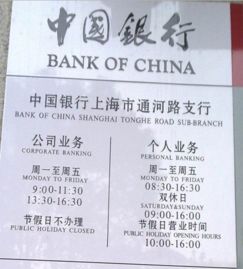 中國銀行
BANK OF CHINA
中国银行上海市通河路支行
BANK OF CHINA SHANGHAI TONGHE ROAD SUB-BRANCH
公司业务
CORPORATE BANKING
周一至周五
MONDAY TO FRIDAY
9:00-11:30
13:30-16:30
节假日不办理
PUBLIC HOLIDAY CLOSED
个人业务
PERSONAL BANKING
周一至周五
MONDAY TO FRIDAY
08:30-16:30
双休日
SATURDAY&SUNDAY
09:00-16:00
节假日营业时间
PUBLIC HOLIDAY OPENING HOURS
10:00-16:00